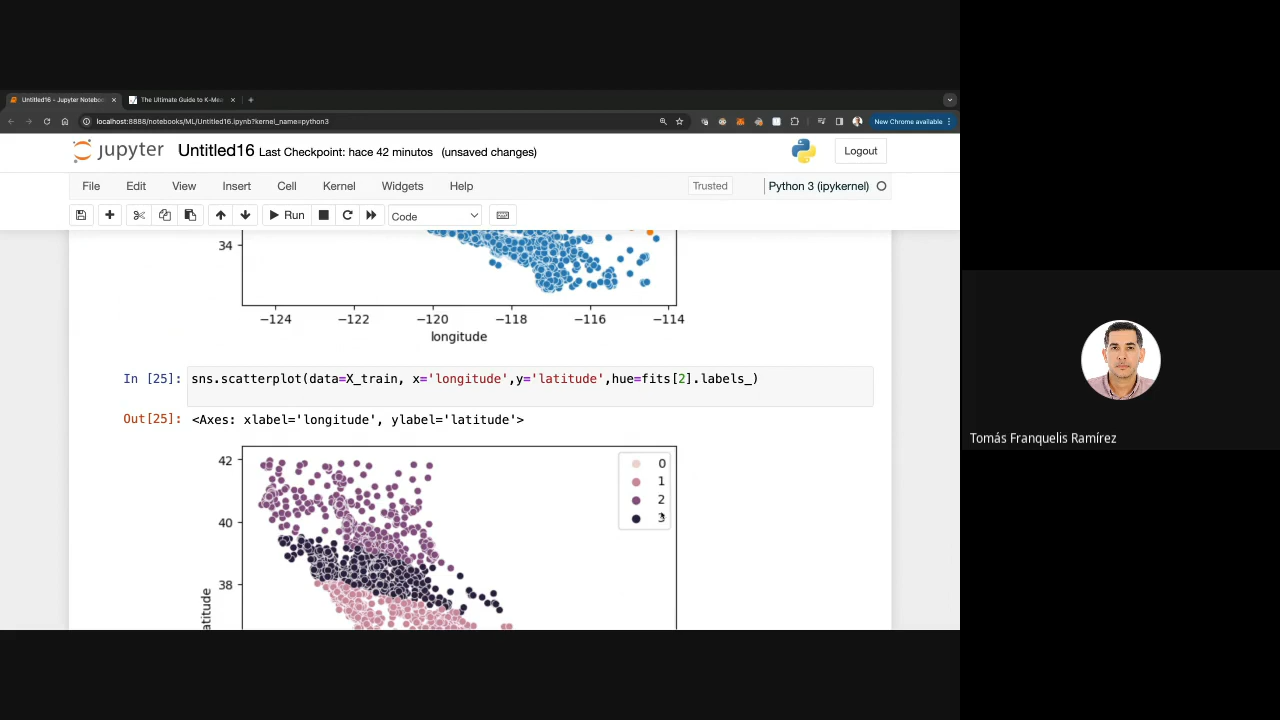 Untitled16 - Jupyter Noteboo
The Ultimate Guide to K-Mea
localhost:8888/notebooks/ML/Untitled16.ipynb?kernel_name=python3
New Chrome available
jupyter Untitled16 Last Checkpoint: hace 42 minutos (unsaved changes)
Logout
File Edit View Insert Cell Kernel Widgets Help
Trusted
Python 3 (ipykernel)
Run
Code
34
−124 −122 −120 −118 −116 −114
longitude
In [25]: sns.scatterplot(data=X_train, x='longitude',y='latitude',hue=fits[2].labels_)
Out[25]: <Axes: xlabel='longitude', ylabel='latitude'>
42
0
1
2
3
40
38
atitude
Tomás Franquelis Ramírez